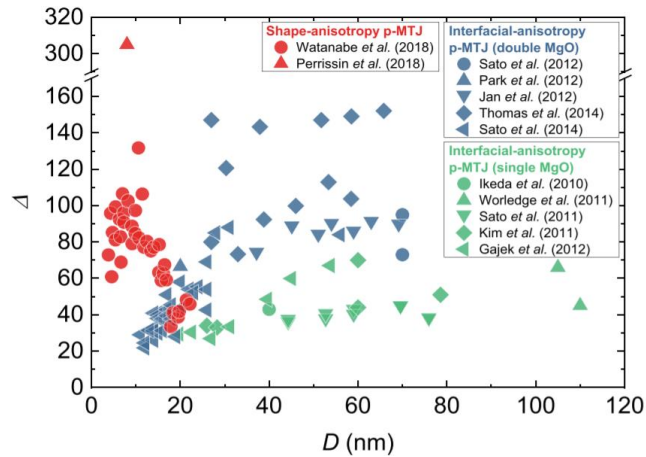 320
300
160
140
120
100
80
60
40
20
0
Δ
Shape-anisotropy p-MTJ
Watanabe et al. (2018)
Perrissin et al. (2018)
Interfacial-anisotropy
p-MTJ (double MgO)
Sato et al. (2012)
Park et al. (2012)
Jan et al. (2012)
Thomas et al. (2014)
Sato et al. (2014)
Interfacial-anisotropy
p-MTJ (single MgO)
Ikeda et al. (2010)
Worledge et al. (2011)
Sato et al. (2011)
Kim et al. (2011)
Gajek et al. (2012)
0 20 40 60 80 100 120
D (nm)